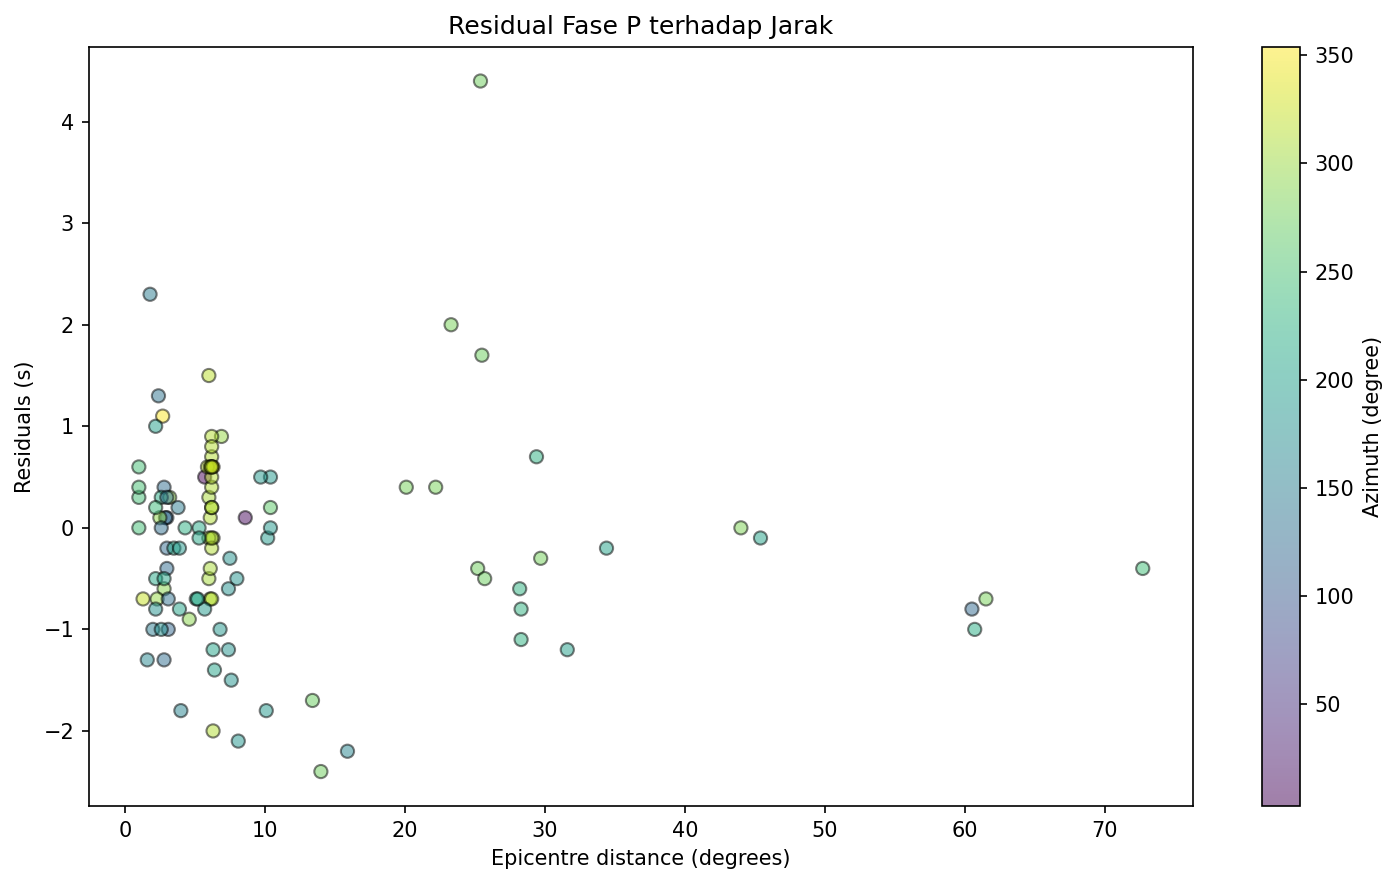 Residual Fase P terhadap Jarak
Residuals (s)
4
3
2
1
0
−1
−2
0 10 20 30 40 50 60 70
Epicentre distance (degrees)
350
300
250
200
150
100
50
Azimuth (degree)